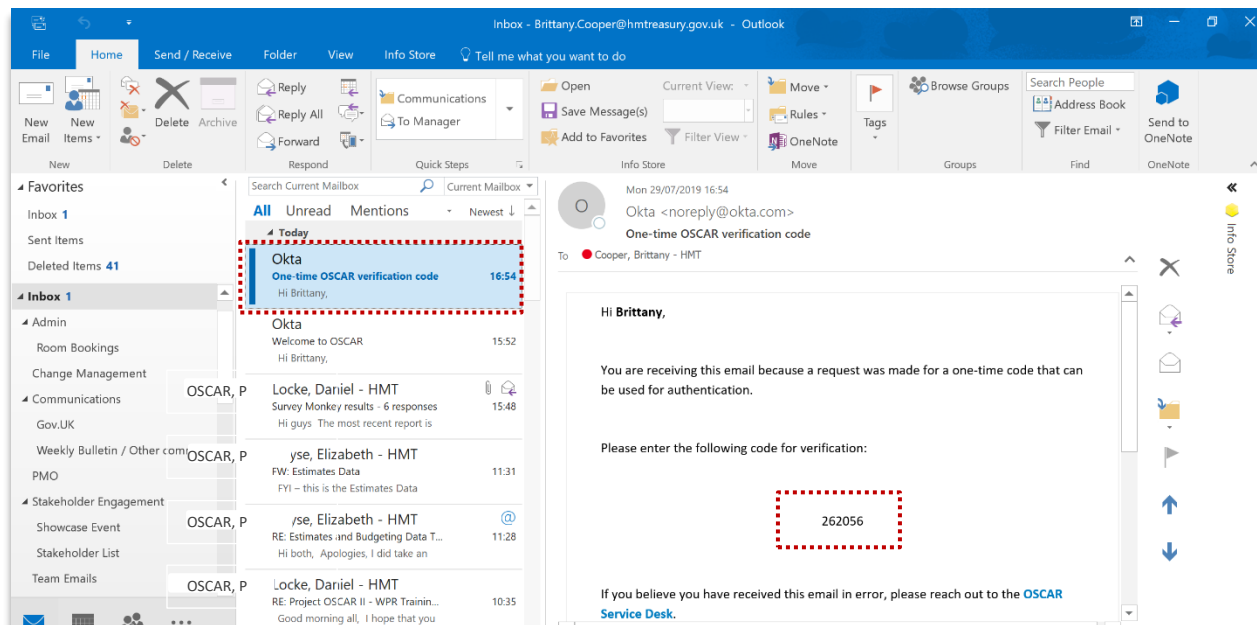 Inbox - Brittany.Cooper@hmtreasury.gov.uk - Outlook
File Home Send / Receive Folder View Info Store Tell me what you want to do
New Email
New Items
Delete
Archive
Reply
Reply All
Forward
Communications
To Manager
Open
Save Message(s)
Add to Favorites
Current View:
Filter View
Move
Rules
OneNote
Tags
Browse Groups
Search People
Address Book
Filter Email
Send to OneNote
New Delete Respond Quick Steps Info Store Move Groups Find OneNote
Favorites
Inbox 1
Sent Items
Deleted Items 41
Inbox 1
Admin
Room Bookings
Change Management
Communications
Gov.UK
Weekly Bulletin / Other com
PMO
Stakeholder Engagement
Showcase Event
Stakeholder List
Team Emails
OSCAR, P
OSCAR, P
OSCAR, P
OSCAR, P
Search Current Mailbox Current Mailbox
All Unread Mentions Newest ↓
Today
Okta
One-time OSCAR verification code 16:54
Hi Brittany,
Okta
Welcome to OSCAR 15:52
Hi Brittany,
Locke, Daniel - HMT
Survey Monkey results - 6 responses 15:48
Hi guys The most recent report is
yse, Elizabeth - HMT
FW: Estimates Data 11:31
FYI – this is the Estimates Data
yse, Elizabeth - HMT @
RE: Estimates and Budgeting Data T... 11:28
Hi both, Apologies, I did take an
Locke, Daniel - HMT
RE: Project OSCAR II - WPR Trainin... 10:35
Good morning all, I hope that you
O
Mon 29/07/2019 16:54
Okta <noreply@okta.com>
One-time OSCAR verification code
To Cooper, Brittany - HMT
Hi Brittany,
You are receiving this email because a request was made for a one-time code that can
be used for authentication.
Please enter the following code for verification:
262056
If you believe you have received this email in error, please reach out to the OSCAR
Service Desk.
Info Store